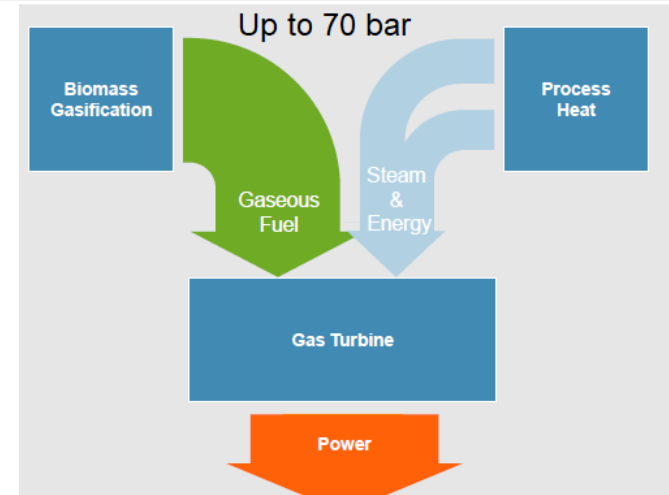 Up to 70 bar
Biomass
Gasification
Process
Heat
Gaseous
Fuel
Steam
&
Energy
Gas Turbine
Power